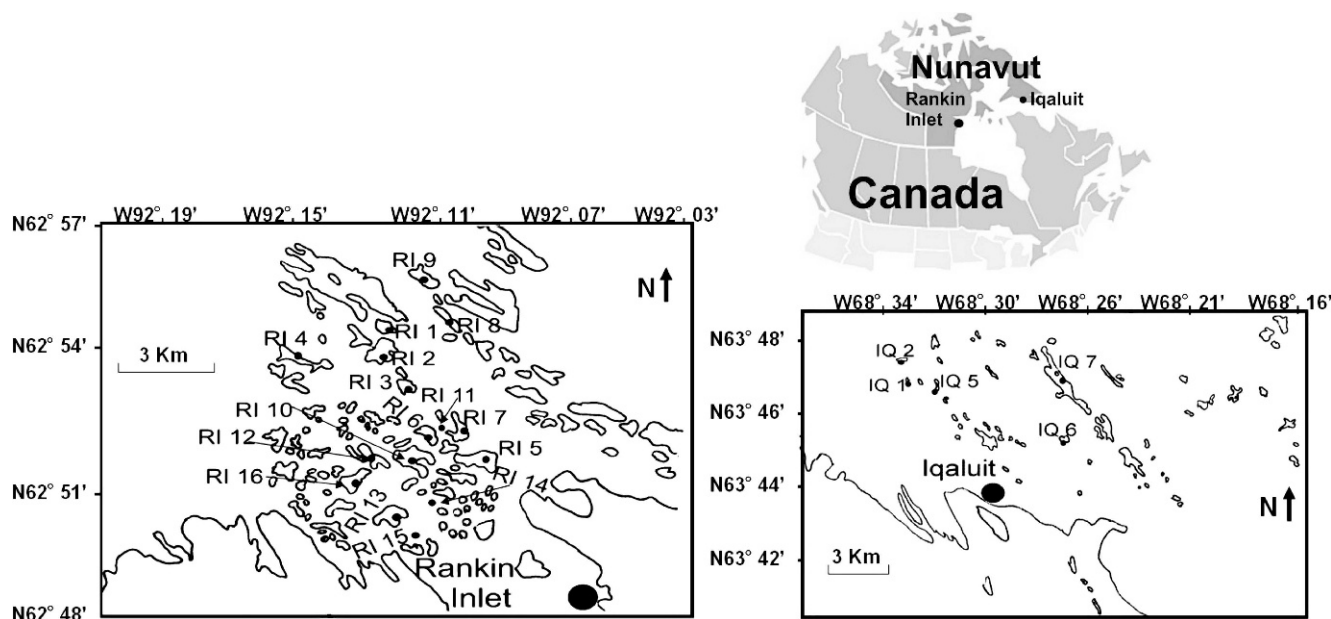 Nunavut
Rankin
Inlet
Iqaluit
Canada
W92° 19'
W92° 15'
W92° 11'
W92° 07'
W92° 03'
N62° 57'
N62° 54'
N62° 51'
N62° 48'
N
3 Km
RI 9
RI 1
RI 8
RI 4
RI 2
RI 3
RI 11
RI 10
RI 6
RI 7
RI 12
RI 5
RI 16
RI 14
RI 13
RI 15
Rankin
Inlet
W68° 34'
W68° 30'
W68° 26'
W68° 21'
W68° 16'
N63° 48'
N63° 46'
N63° 44'
N63° 42'
IQ 2
IQ 7
IQ 1
IQ 5
IQ 6
Iqaluit
N
3 Km